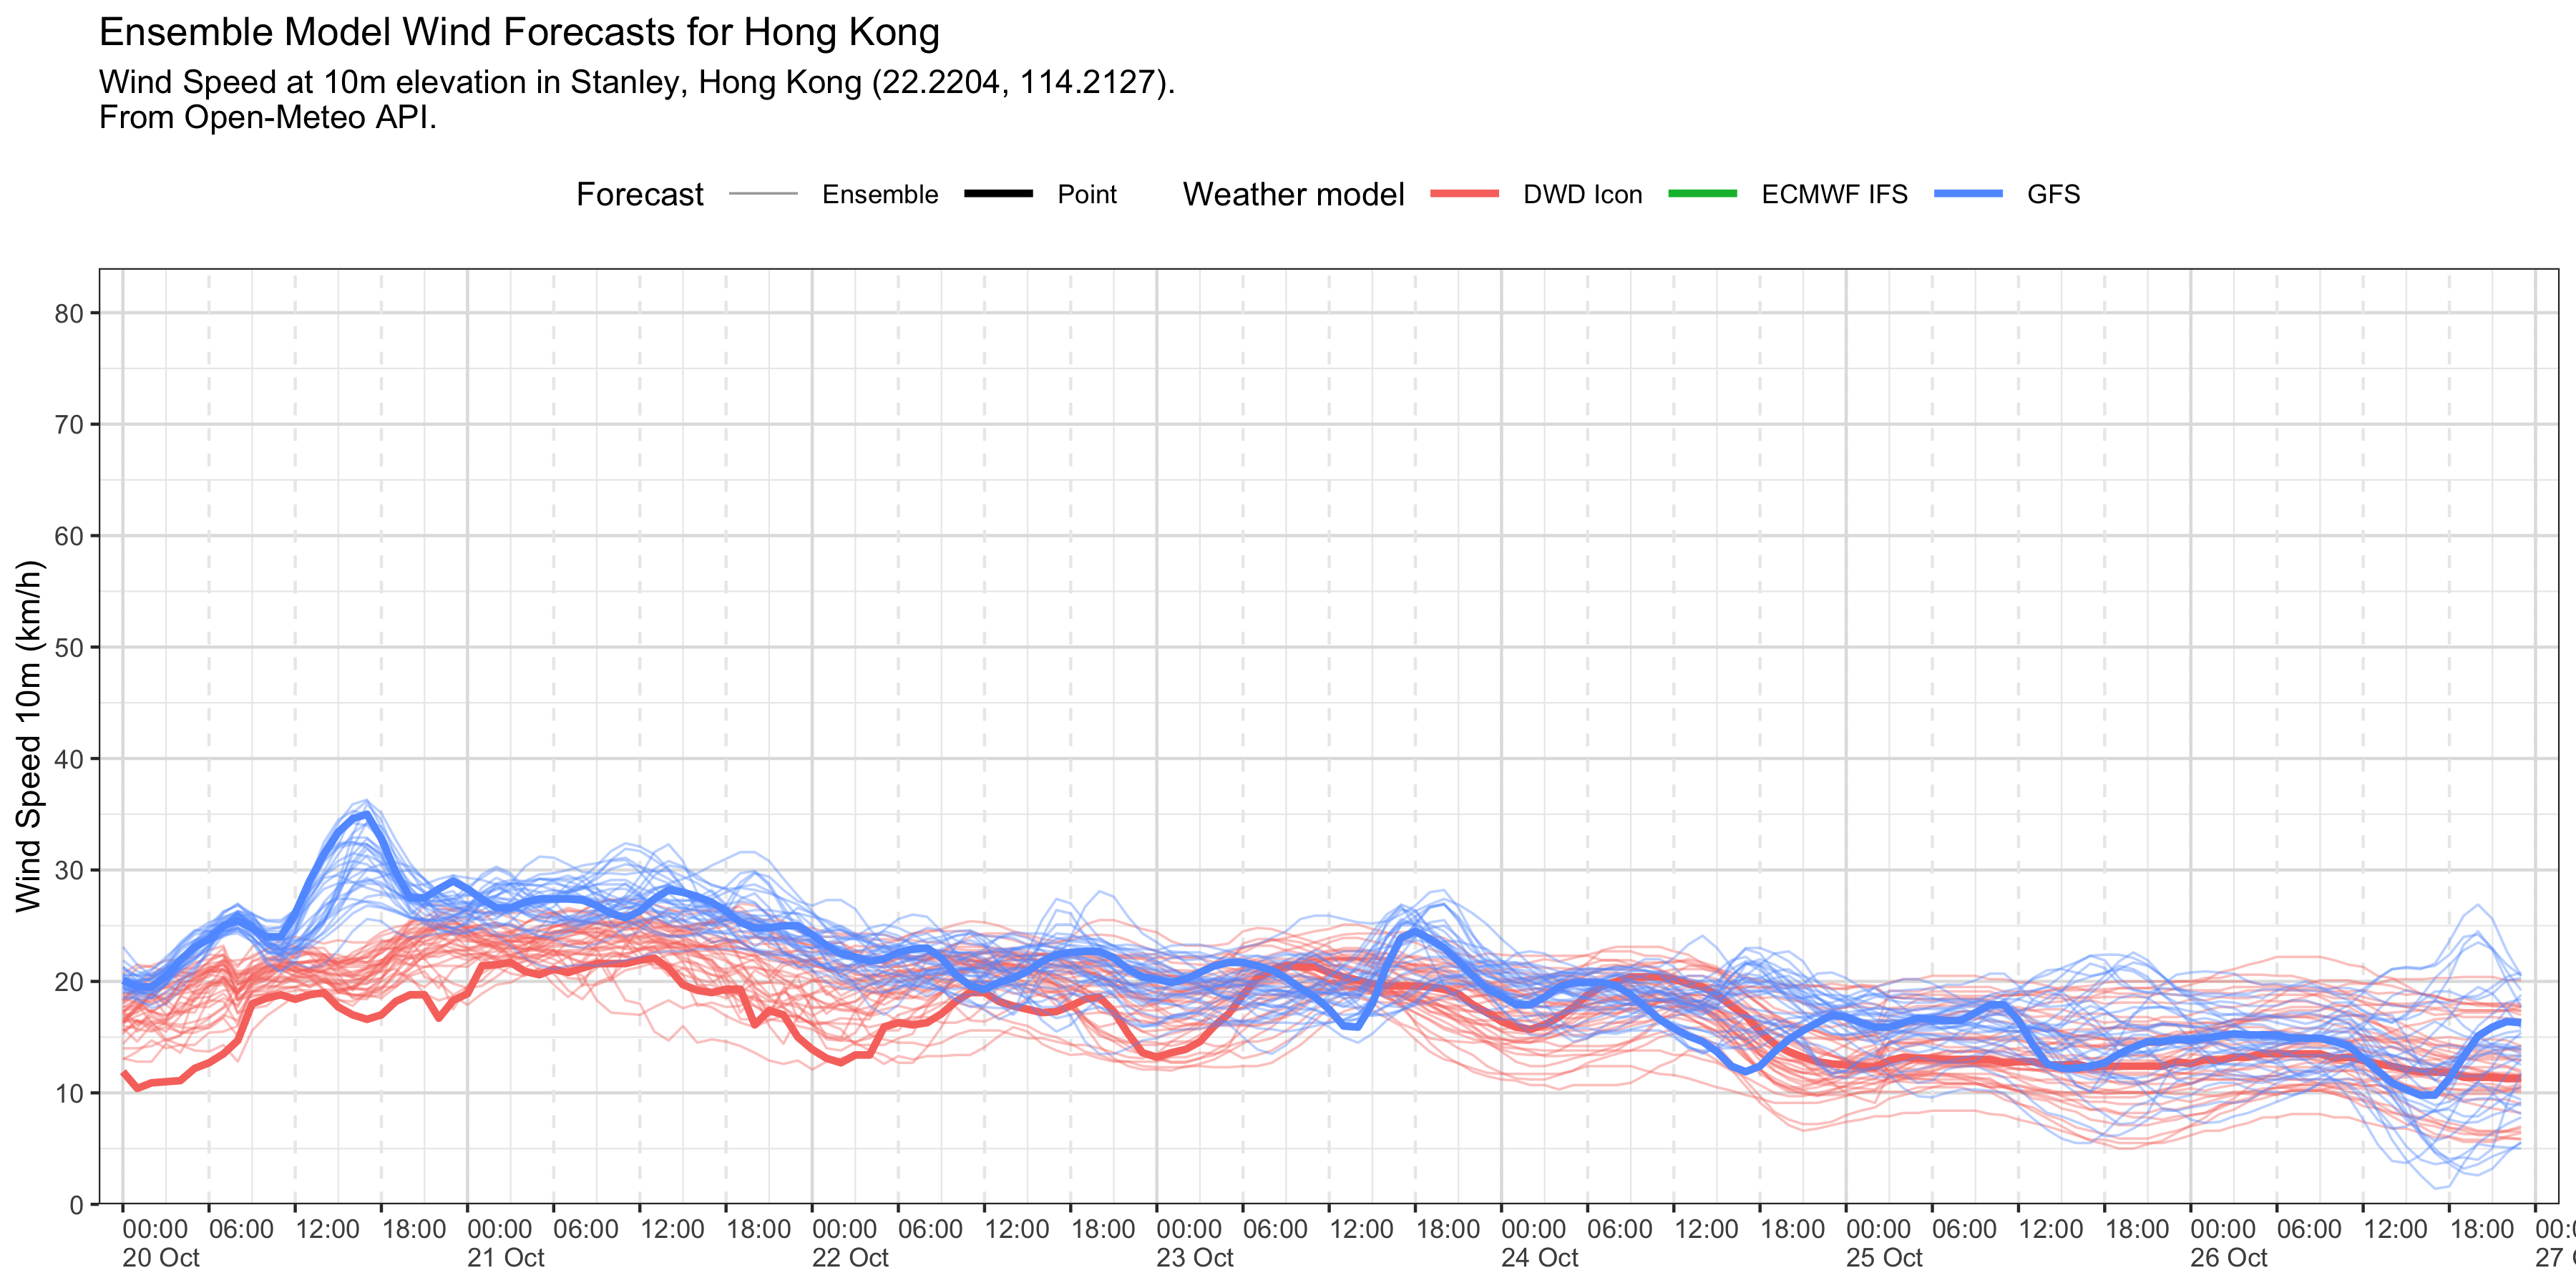 Ensemble Model Wind Forecasts for Hong Kong
Wind Speed at 10m elevation in Stanley, Hong Kong (22.2204, 114.2127).
From Open-Meteo API.
Forecast Ensemble Point Weather model DWD Icon ECMWF IFS GFS
Wind Speed 10m (km/h)
80
70
60
50
40
30
20
10
0
00:00 06:00 12:00 18:00 00:00 06:00 12:00 18:00 00:00 06:00 12:00 18:00 00:00 06:00 12:00 18:00 00:00 06:00 12:00 18:00 00:00 06:00 12:00 18:00 00:00 06:00 12:00 18:00
20 Oct 21 Oct 22 Oct 23 Oct 24 Oct 25 Oct 26 Oct 27